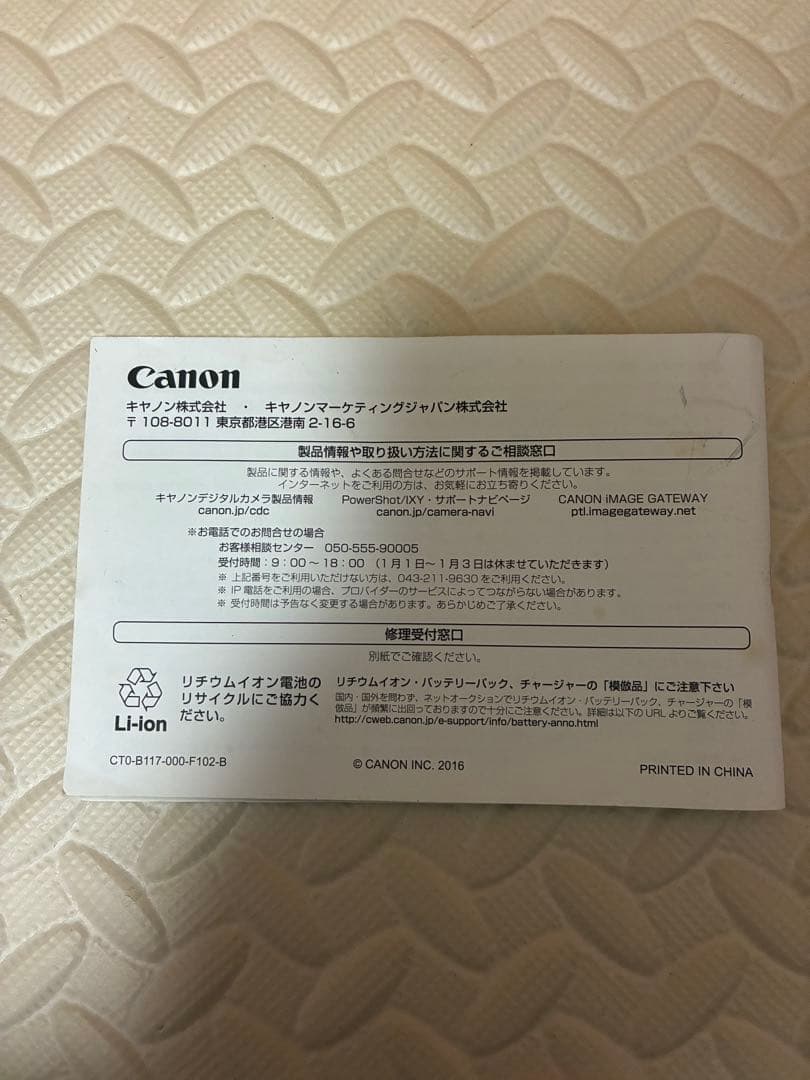 Canon
キヤノン株式会社 ・ キヤノンマーケティングジャパン株式会社
〒108-8011 東京都港区港南 2-16-6
製品情報や取り扱い方法に関するご相談窓口
製品に関する情報や、よくある問合せなどのサポート情報を掲載しています。
インターネットをご利用の方は、お気軽にお立ち寄りください。
キヤノンデジタルカメラ製品情報 PowerShot/IXY・サポートナビページ CANON iMAGE GATEWAY
canon.jp/cdc canon.jp/camera-navi ptl.imagegateway.net
※お電話でのお問合せの場合
お客様相談センター 050-555-90005
受付時間：9：00～18：00 （1月1日～1月3日は休ませていただきます）
※ 上記番号をご利用いただけない方は、043-211-9630をご利用ください。
※ IP電話をご利用の場合、プロバイダーのサービスによってつながらない場合があります。
※ 受付時間は予告なく変更する場合があります。あらかじめご了承ください。
修理受付窓口
別紙でご確認ください。
リチウムイオン電池の
リサイクルにご協力く
ださい。
Li-ion
リチウムイオン・バッテリーパック、チャージャーの「模倣品」にご注意下さい
国内・国外を問わず、ネットオークションでリチウムイオン・バッテリーパック、チャージャーの「模
倣品」が頻繁に出回っておりますので十分にご注意ください。詳細は以下のURLよりご覧ください。
http://cweb.canon.jp/e-support/info/battery-anno.html
CT0-B117-000-F102-B
© CANON INC. 2016
PRINTED IN CHINA